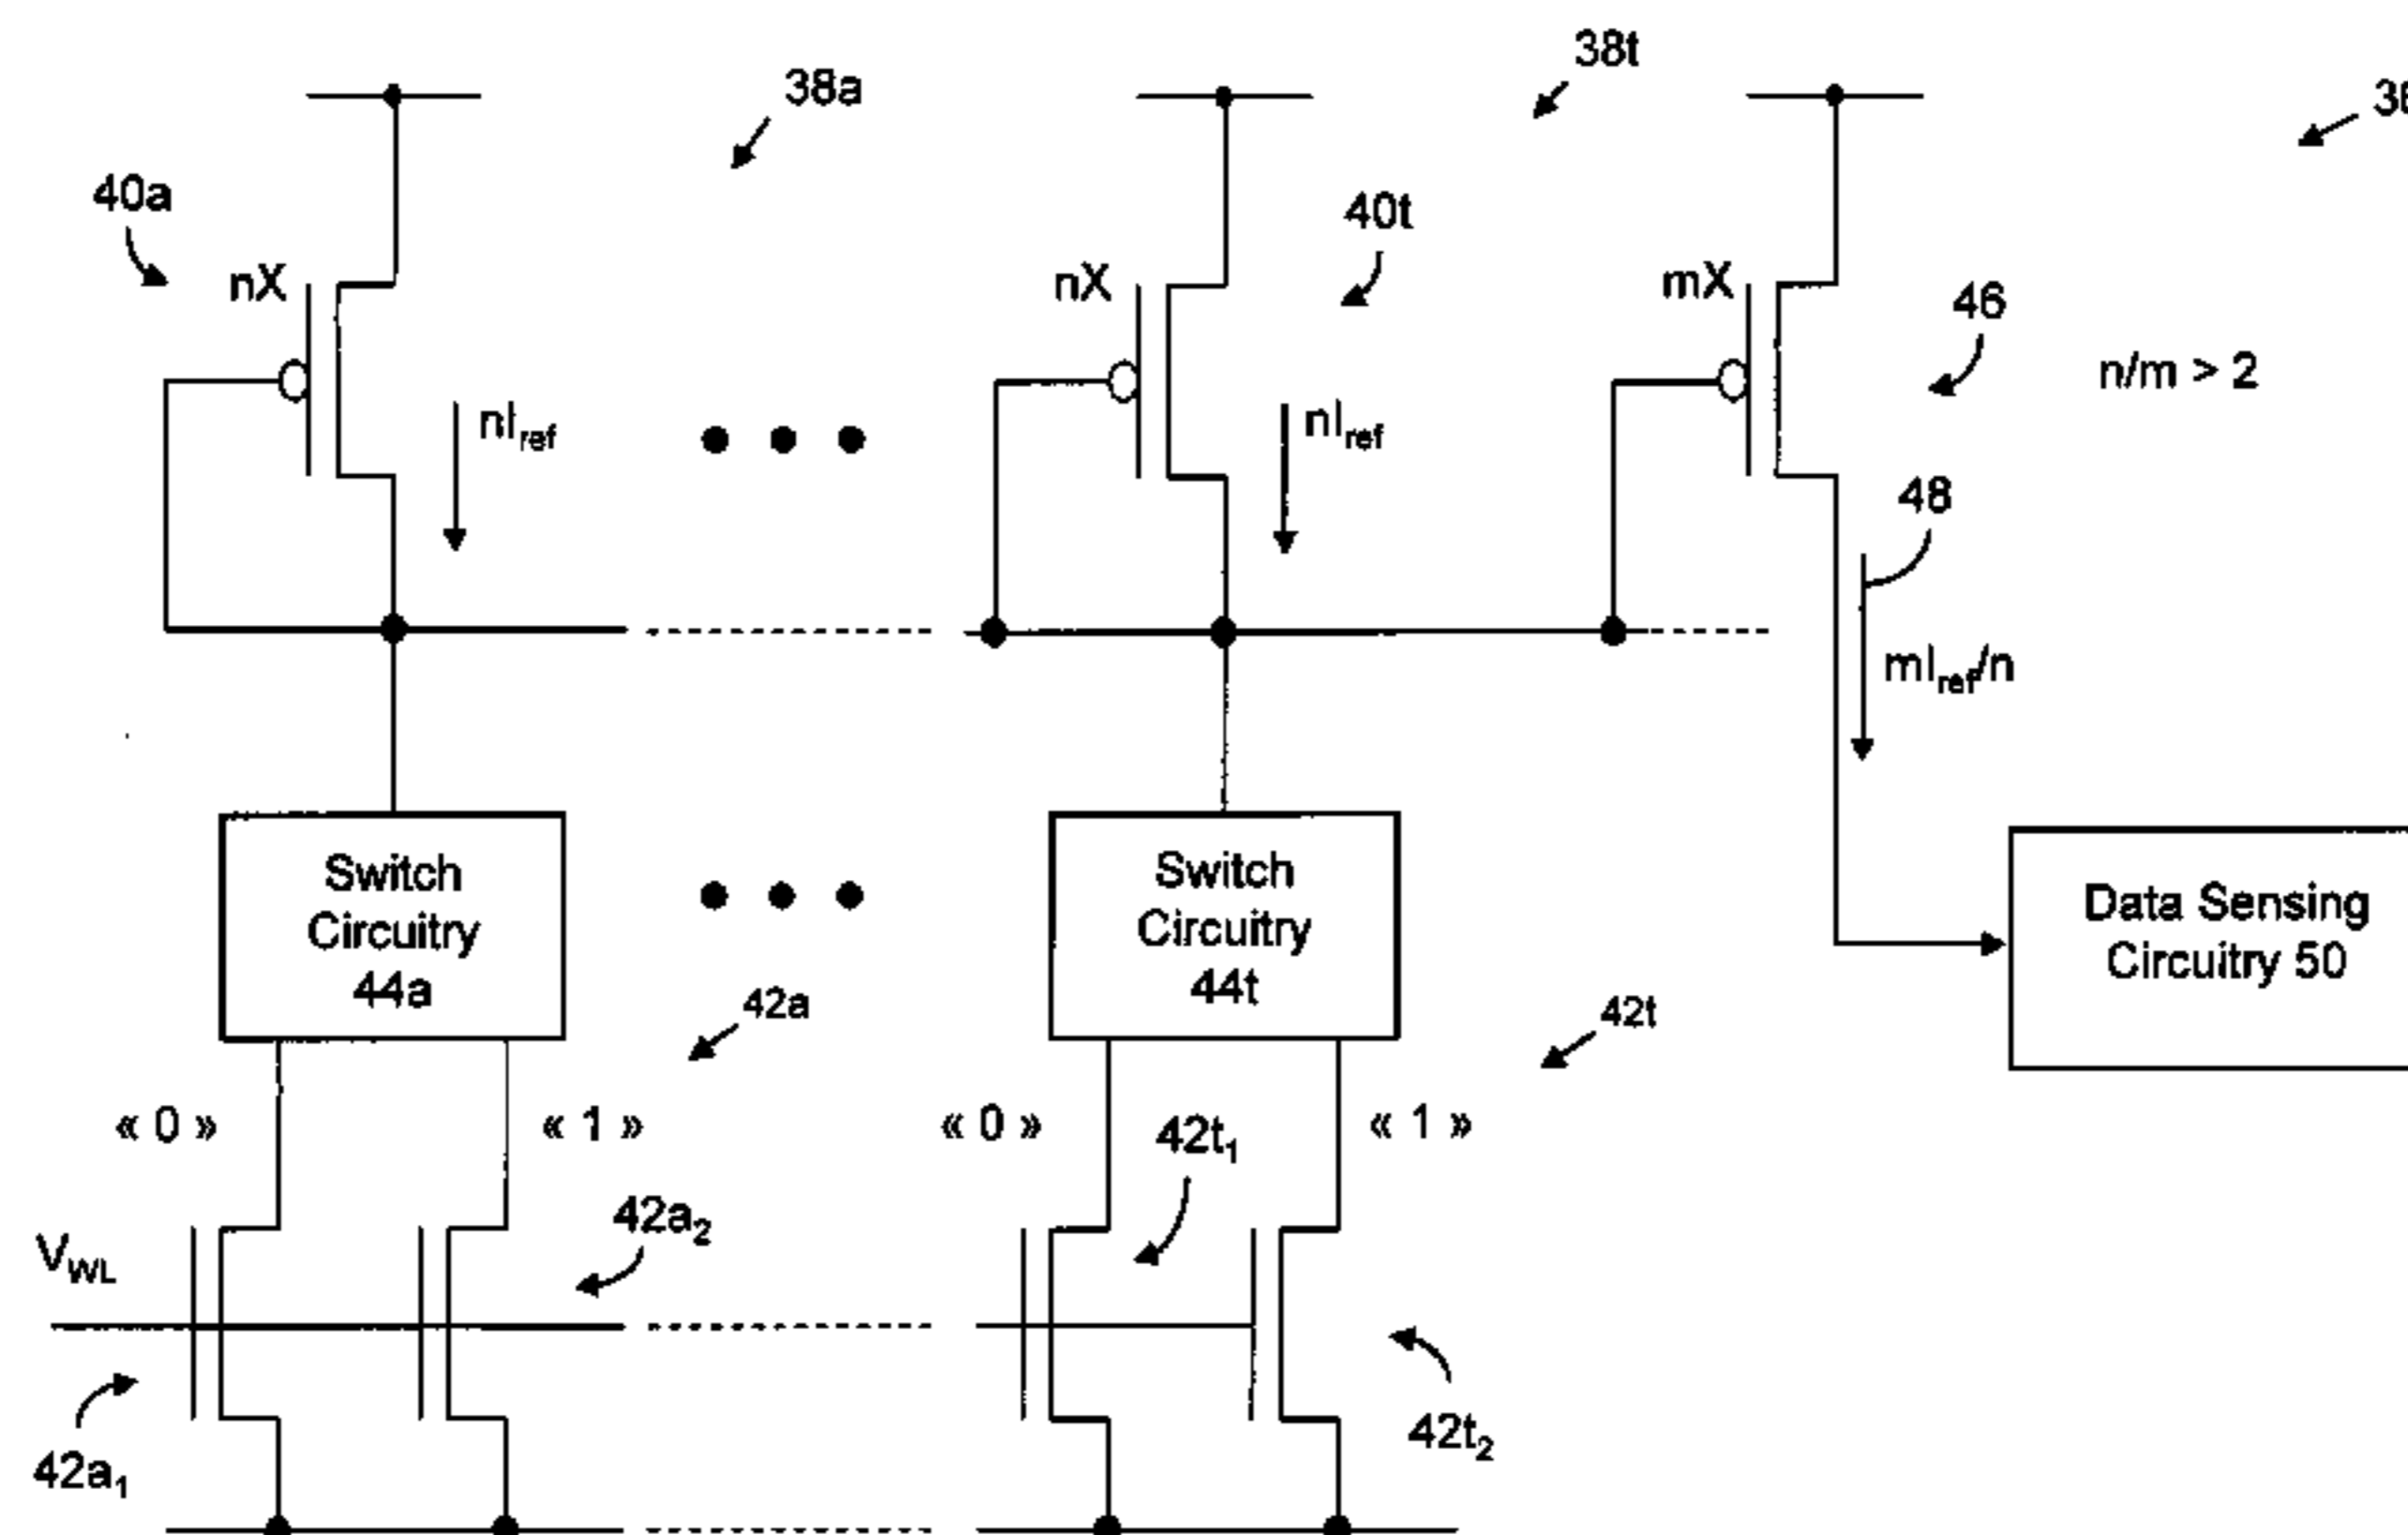 38a
38t
40a
40t
nX
nX
mX
46
n/m > 2
nIref
nIref
48
mIref/n
Switch
Circuitry
44a
Switch
Circuitry
44t
Data Sensing
Circuitry 50
42a
42t
« 0 »
« 1 »
« 0 »
42t1
« 1 »
VWL
42a2
42a1
42t2